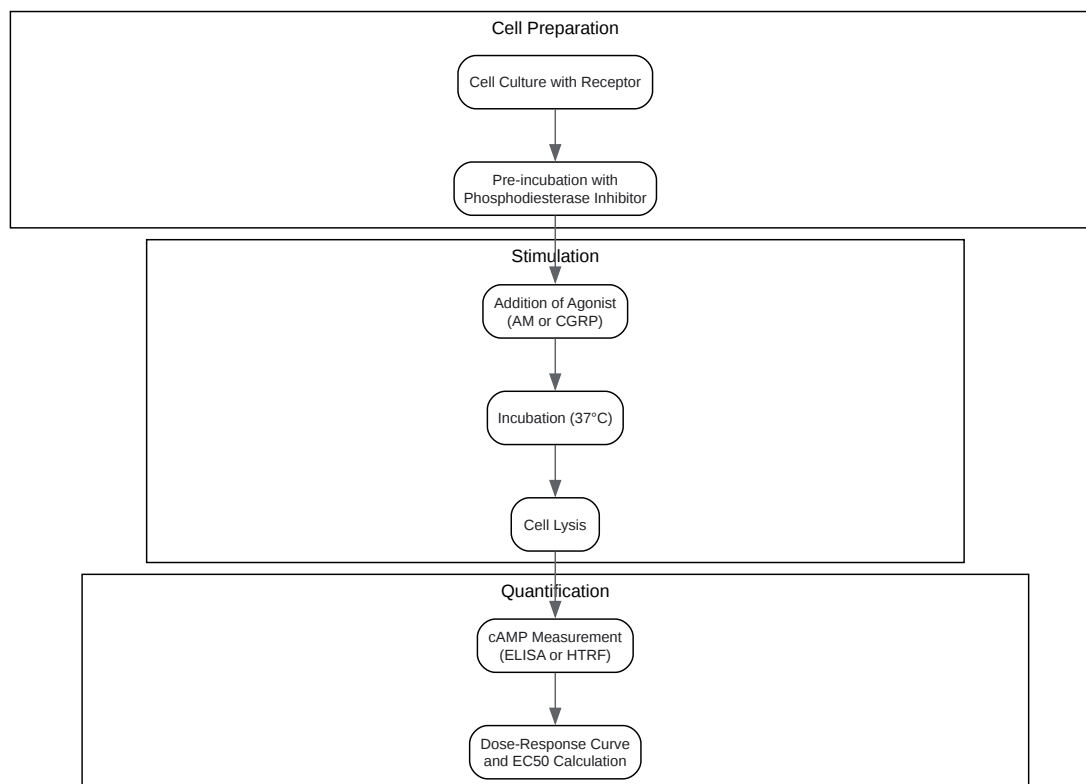 Cell Preparation
Cell Culture with Receptor
Pre-incubation with
Phosphodiesterase Inhibitor
Stimulation
Addition of Agonist
(AM or CGRP)
Incubation (37°C)
Cell Lysis
Quantification
cAMP Measurement
(ELISA or HTRF)
Dose-Response Curve
and EC50 Calculation